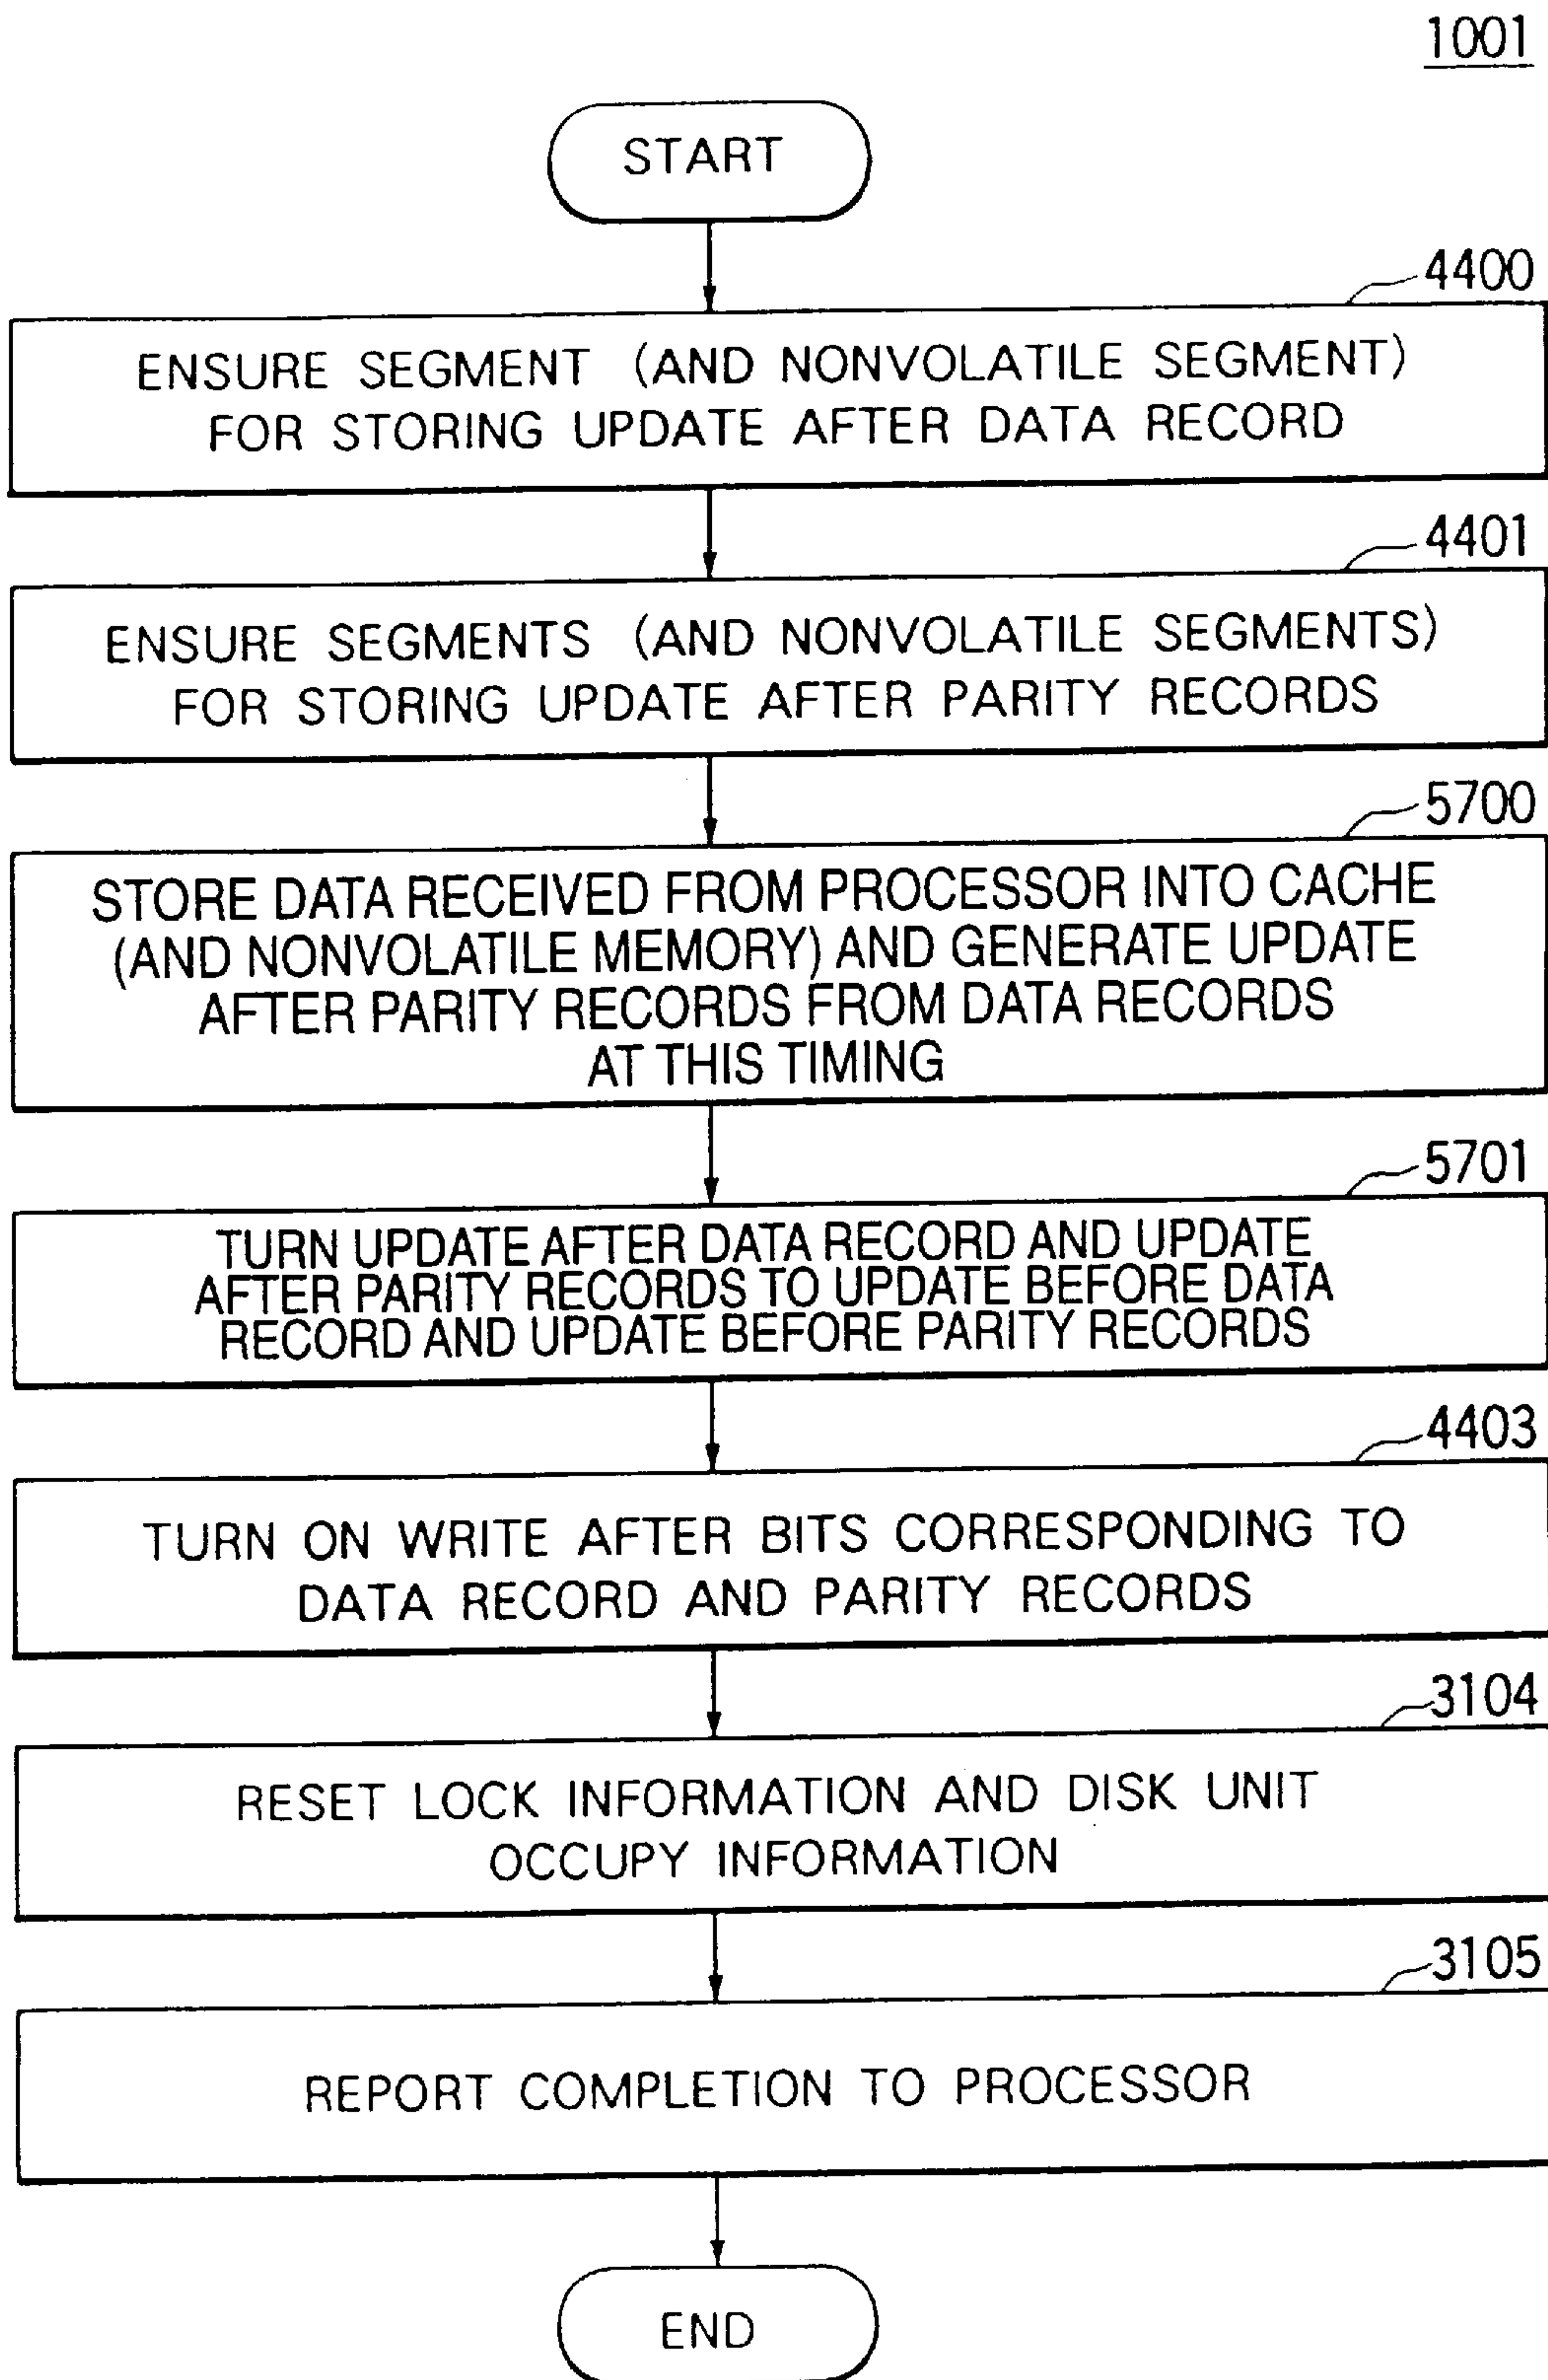 1001
START
4400
ENSURE SEGMENT (AND NONVOLATILE SEGMENT)
FOR STORING UPDATE AFTER DATA RECORD
4401
ENSURE SEGMENTS (AND NONVOLATILE SEGMENTS)
FOR STORING UPDATE AFTER PARITY RECORDS
5700
STORE DATA RECEIVED FROM PROCESSOR INTO CACHE
(AND NONVOLATILE MEMORY) AND GENERATE UPDATE
AFTER PARITY RECORDS FROM DATA RECORDS
AT THIS TIMING
5701
TURN UPDATE AFTER DATA RECORD AND UPDATE
AFTER PARITY RECORDS TO UPDATE BEFORE DATA
RECORD AND UPDATE BEFORE PARITY RECORDS
4403
TURN ON WRITE AFTER BITS CORRESPONDING TO
DATA RECORD AND PARITY RECORDS
3104
RESET LOCK INFORMATION AND DISK UNIT
OCCUPY INFORMATION
3105
REPORT COMPLETION TO PROCESSOR
END